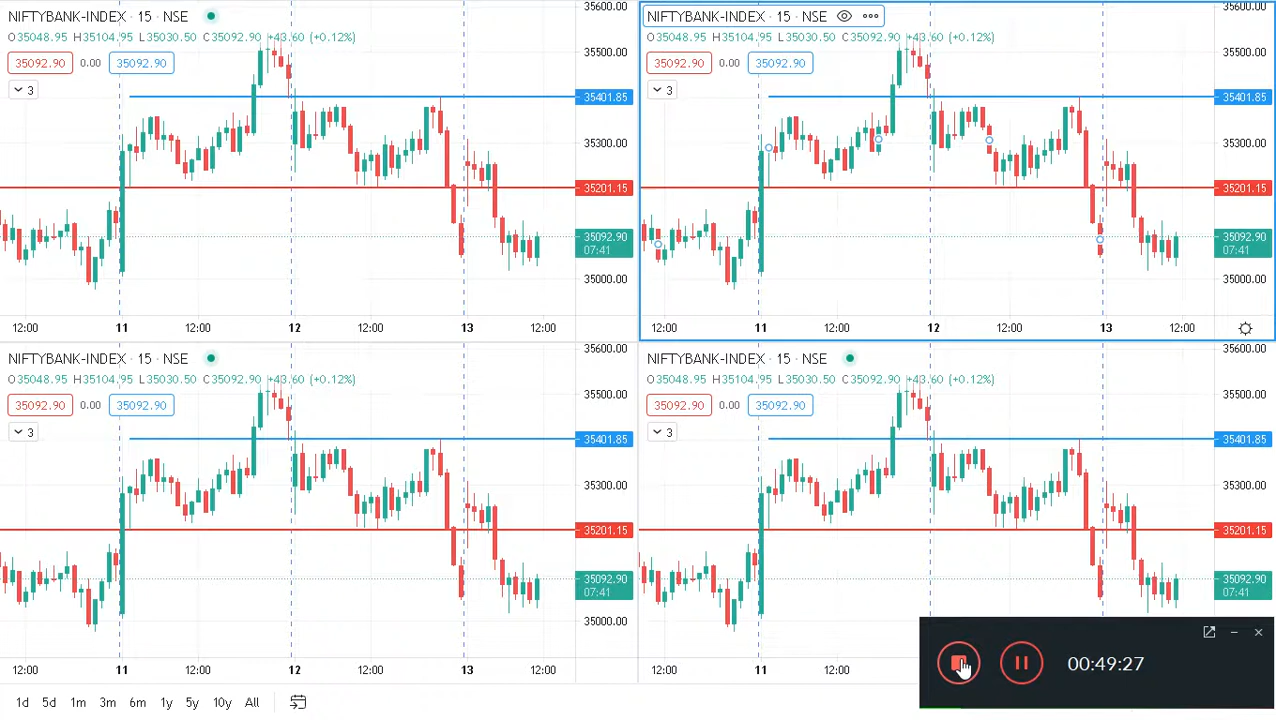 NIFTYBANK-INDEX · 15 · NSE
O35048.95 H35104.95 L35030.50 C35092.90 +43.60 (+0.12%)
35092.90 0.00 35092.90
3
35600.00
35500.00
35401.85
35300.00
35201.15
35092.90
07:41
35000.00
12:00 11 12:00 12 12:00 13 12:00
NIFTYBANK-INDEX · 15 · NSE
O35048.95 H35104.95 L35030.50 C35092.90 +43.60 (+0.12%)
35092.90 0.00 35092.90
3
35600.00
35500.00
35401.85
35300.00
35201.15
35092.90
07:41
35000.00
12:00 11 12:00 12 12:00 13 12:00
NIFTYBANK-INDEX · 15 · NSE
O35048.95 H35104.95 L35030.50 C35092.90 +43.60 (+0.12%)
35092.90 0.00 35092.90
3
35600.00
35500.00
35401.85
35300.00
35201.15
35092.90
07:41
35000.00
12:00 11 12:00 12 12:00 13 12:00
NIFTYBANK-INDEX · 15 · NSE
O35048.95 H35104.95 L35030.50 C35092.90 +43.60 (+0.12%)
35092.90 0.00 35092.90
3
35600.00
35500.00
35401.85
35300.00
35201.15
35092.90
07:41
12:00 11 12:00
00:49:27
1d 5d 1m 3m 6m 1y 5y 10y All